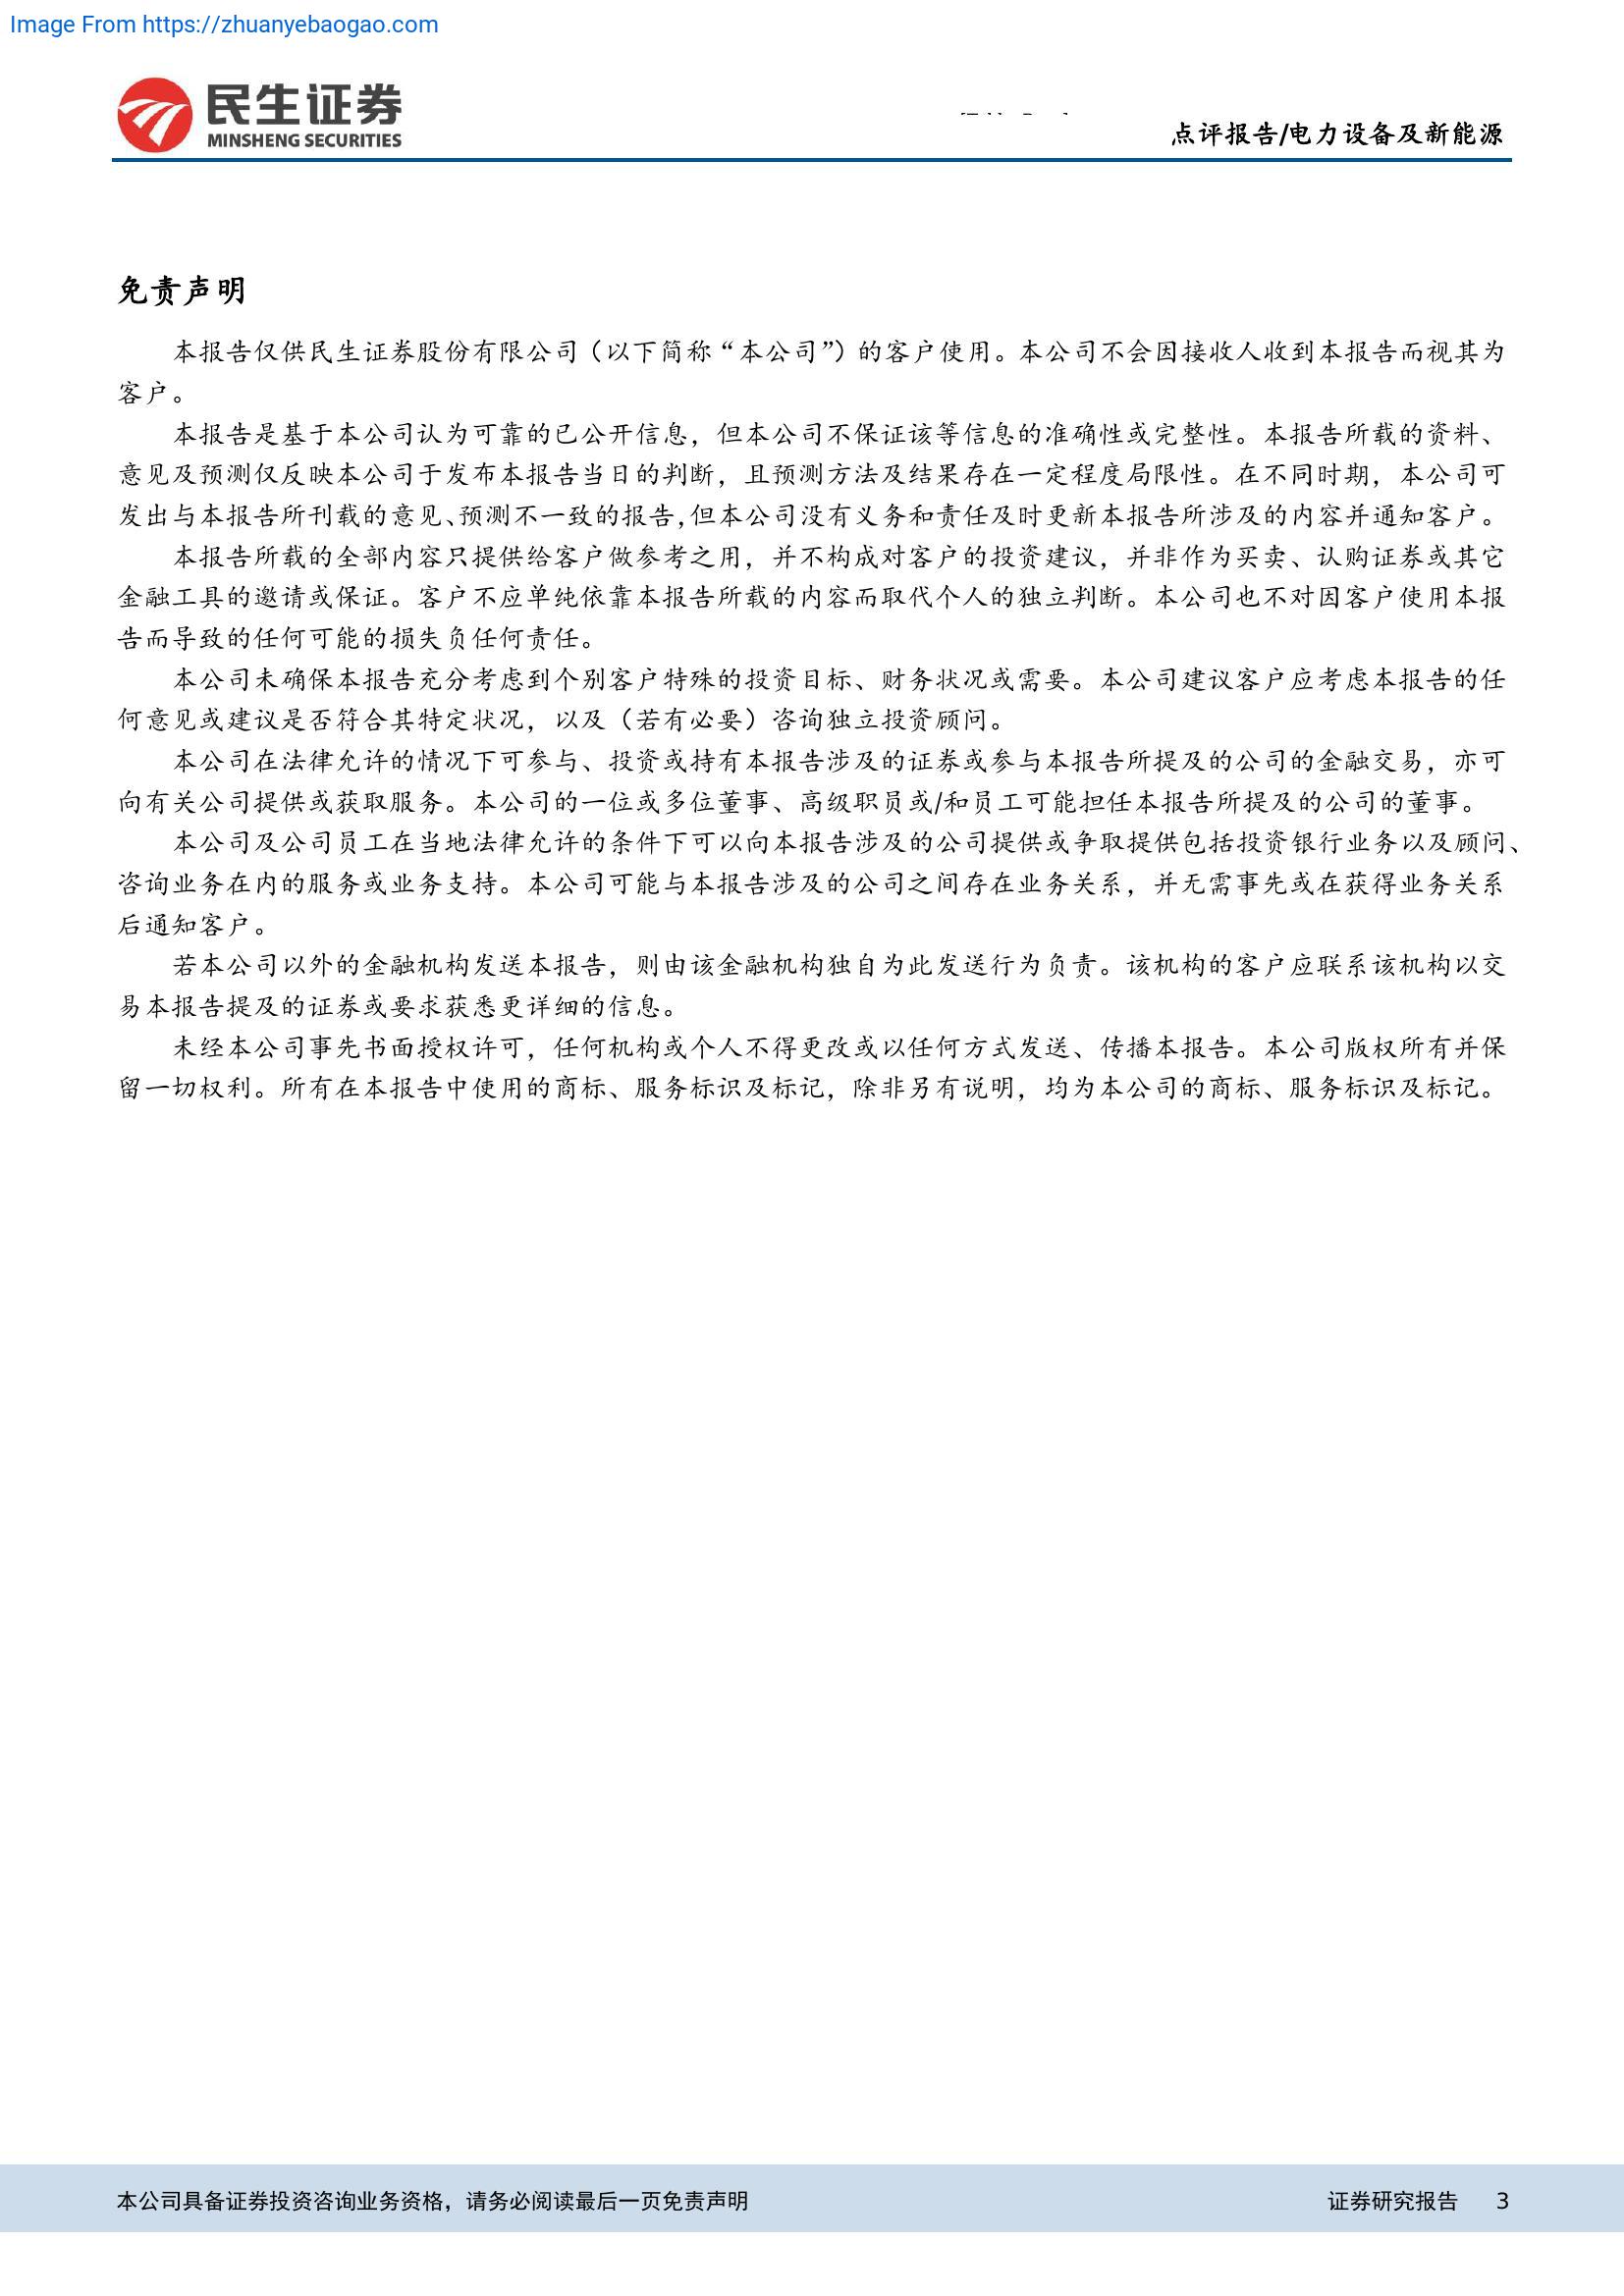 Image From https://zhuanyebaogao.com
民生证券
MINSHENG SECURITIES
点评报告/电力设备及新能源
免责声明
本报告仅供民生证券股份有限公司（以下简称“本公司”）的客户使用。本公司不会因接收人收到本报告而视其为
客户。
本报告是基于本公司认为可靠的已公开信息，但本公司不保证该等信息的准确性或完整性。本报告所载的资料、
意见及预测仅反映本公司于发布本报告当日的判断，且预测方法及结果存在一定程度局限性。在不同时期，本公司可
发出与本报告所刊载的意见、预测不一致的报告，但本公司没有义务和责任及时更新本报告所涉及的内容并通知客户。
本报告所载的全部内容只提供给客户做参考之用，并不构成对客户的投资建议，并非作为买卖、认购证券或其它
金融工具的邀请或保证。客户不应单纯依靠本报告所载的内容而取代个人的独立判断。本公司也不对因客户使用本报
告而导致的任何可能的损失负任何责任。
本公司未确保本报告充分考虑到个别客户特殊的投资目标、财务状况或需要。本公司建议客户应考虑本报告的任
何意见或建议是否符合其特定状况，以及（若有必要）咨询独立投资顾问。
本公司在法律允许的情况下可参与、投资或持有本报告涉及的证券或参与本报告所提及的公司的金融交易，亦可
向有关公司提供或获取服务。本公司的一位或多位董事、高级职员或/和员工可能担任本报告所提及的公司的董事。
本公司及公司员工在当地法律允许的条件下可以向本报告涉及的公司提供或争取提供包括投资银行业务以及顾问、
咨询业务在内的服务或业务支持。本公司可能与本报告涉及的公司之间存在业务关系，并无需事先或在获得业务关系
后通知客户。
若本公司以外的金融机构发送本报告，则由该金融机构独自为此发送行为负责。该机构的客户应联系该机构以交
易本报告提及的证券或要求获悉更详细的信息。
未经本公司事先书面授权许可，任何机构或个人不得更改或以任何方式发送、传播本报告。本公司版权所有并保
留一切权利。所有在本报告中使用的商标、服务标识及标记，除非另有说明，均为本公司的商标、服务标识及标记。
本公司具备证券投资咨询业务资格，请务必阅读最后一页免责声明
证券研究报告 3